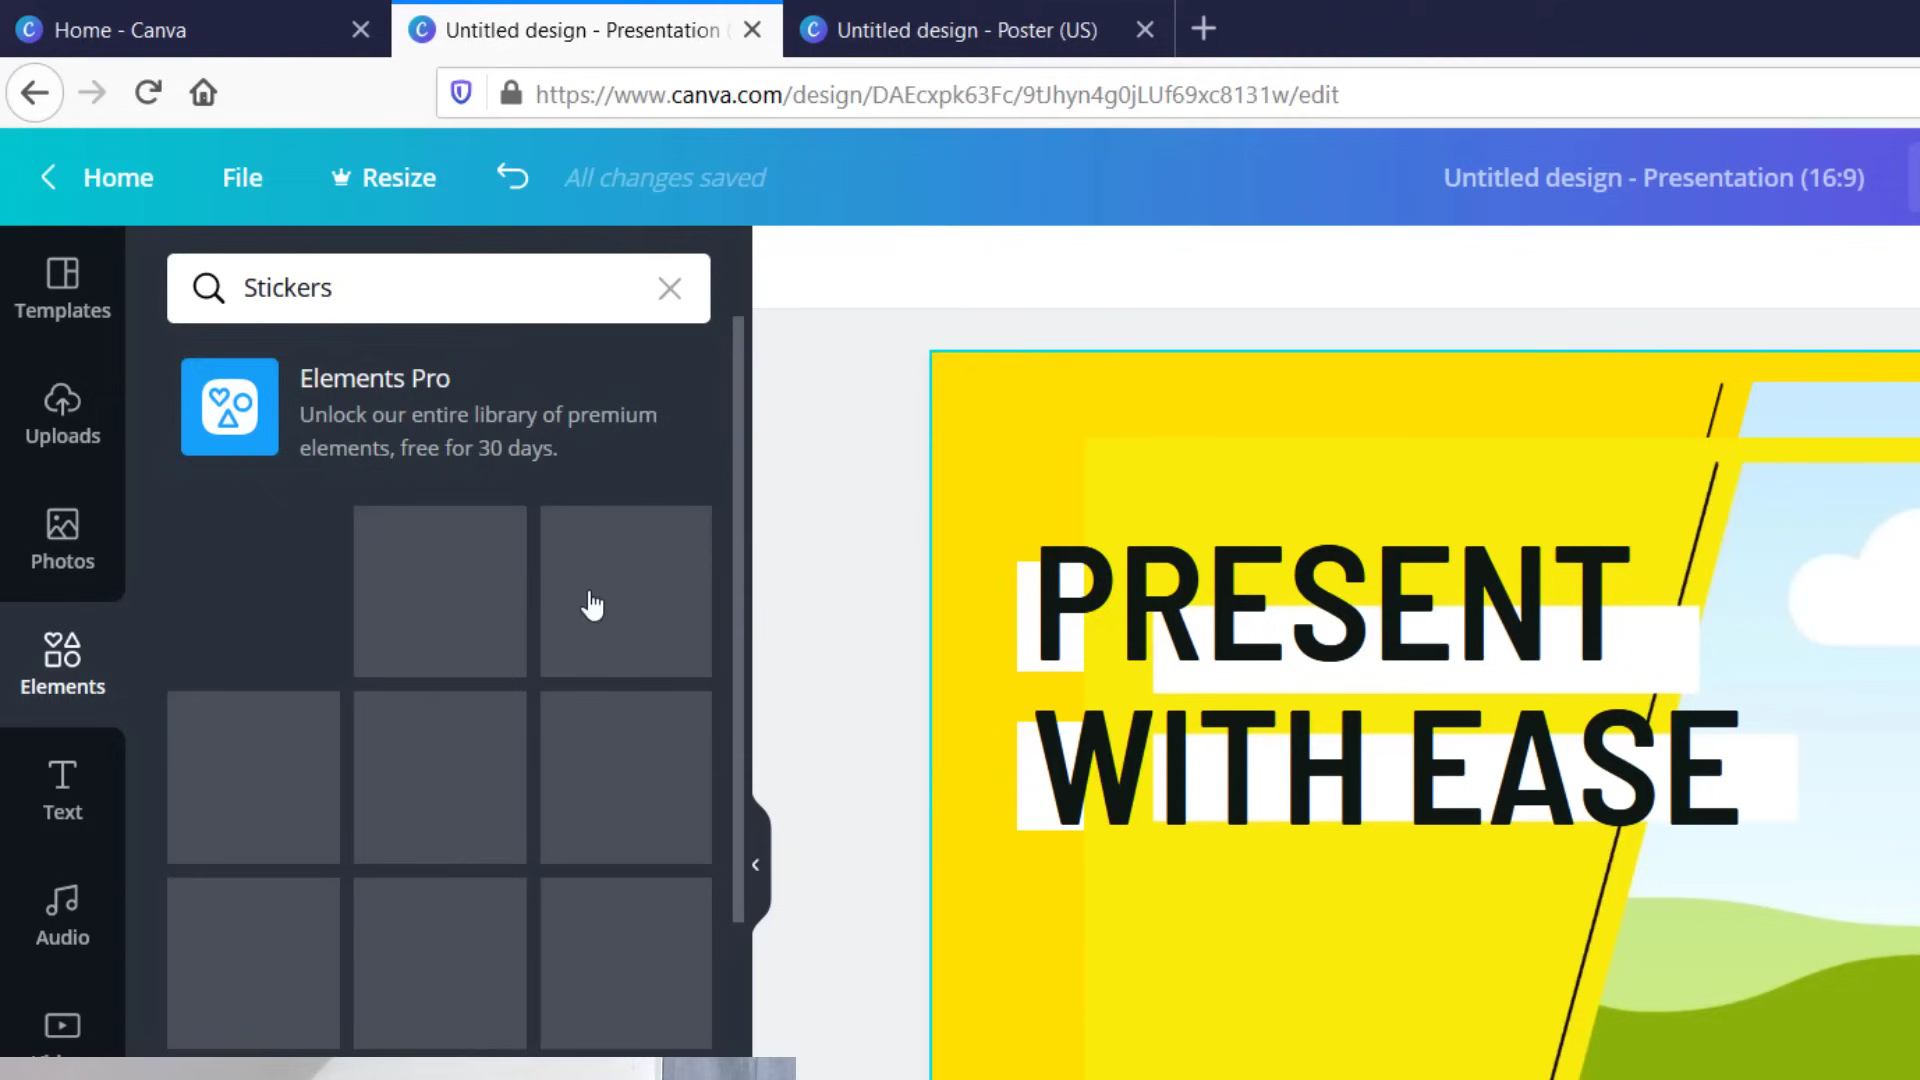 Home - Canva
Untitled design - Presentation
Untitled design - Poster (US)
https://www.canva.com/design/DAEcxpk63Fc/9tJhyn4g0jLUf69xc8131w/edit
Home
File
Resize
All changes saved
Untitled design - Presentation (16:9)
Templates
Uploads
Photos
Elements
Text
Audio
Stickers
Elements Pro
Unlock our entire library of premium
elements, free for 30 days.
PRESENT
WITH EASE